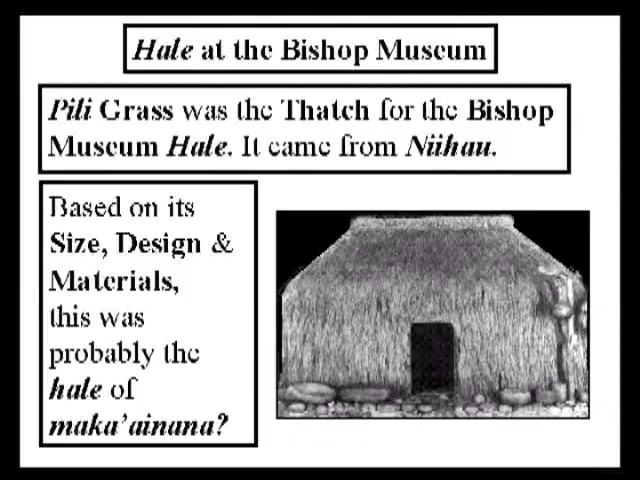 Hale at the Bishop Museum
Pili Grass was the Thatch for the Bishop
Museum Hale. It came from Niihau.
Based on its
Size, Design &
Materials,
this was
probably the
hale of
maka'ainana?